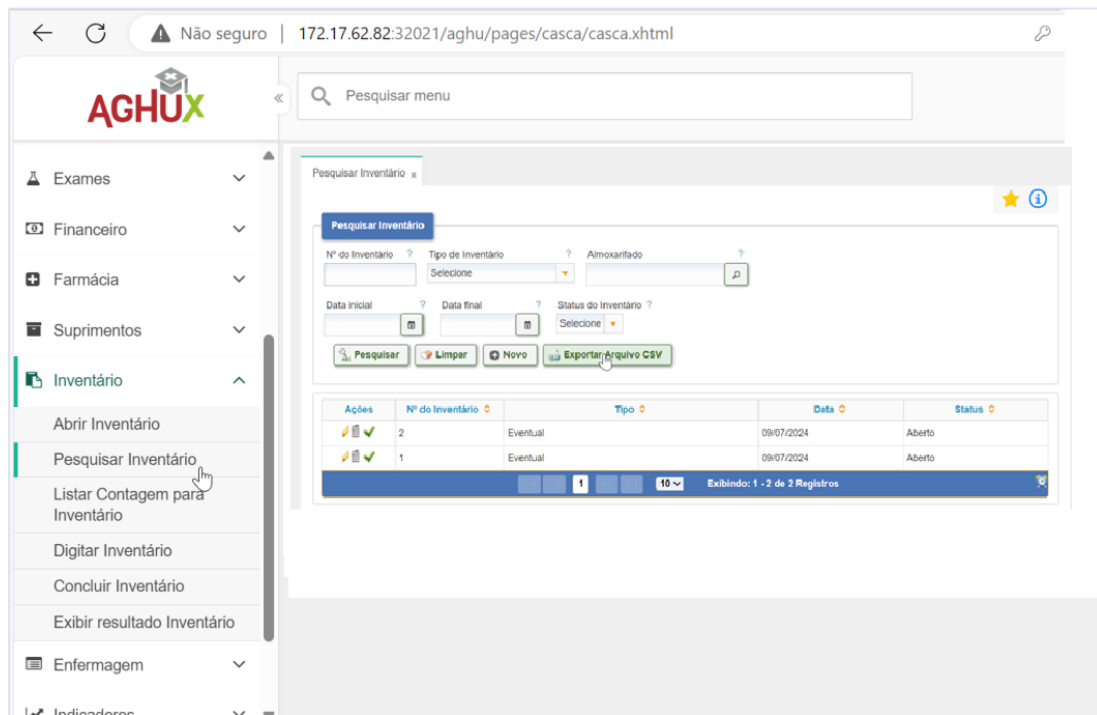 Não seguro | 172.17.62.82:32021/aghu/pages/casca/casca.xhtml
AGHUX
«
Pesquisar menu
Exames
Financeiro
Farmácia
Suprimentos
Inventário
Abrir Inventário
Pesquisar Inventário
Listar Contagem para
Inventário
Digitar Inventário
Concluir Inventário
Exibir resultado Inventário
Enfermagem
Indicadores
Pesquisar Inventário x
Pesquisar Inventário
Nº do Inventário ? Tipo de Inventário ? Almoxarifado ?
Selecione
Data inicial ? Data final ? Status do Inventário ?
Selecione
Pesquisar Limpar Novo Exportar Arquivo CSV
Ações Nº do Inventário Tipo Data Status
2 Eventual 09/07/2024 Aberto
1 Eventual 09/07/2024 Aberto
1 10 Exibindo: 1 - 2 de 2 Registros